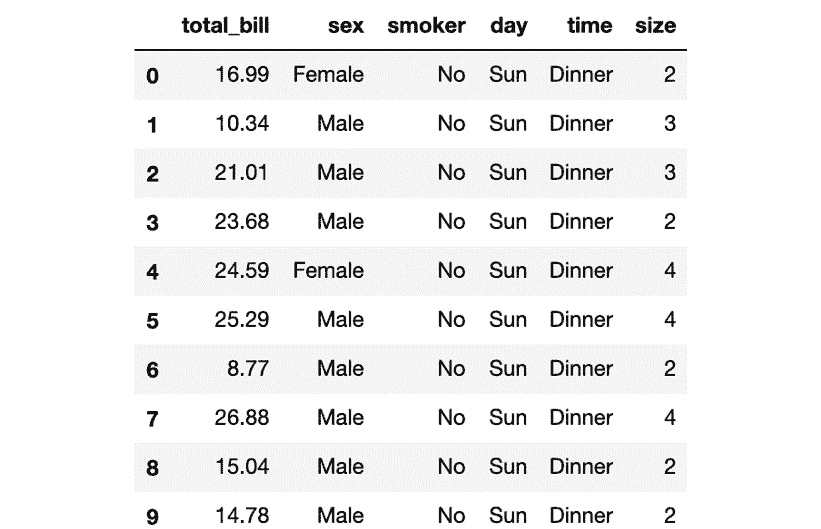 total_bill sex smoker day time size
0 16.99 Female No Sun Dinner 2
1 10.34 Male No Sun Dinner 3
2 21.01 Male No Sun Dinner 3
3 23.68 Male No Sun Dinner 2
4 24.59 Female No Sun Dinner 4
5 25.29 Male No Sun Dinner 4
6 8.77 Male No Sun Dinner 2
7 26.88 Male No Sun Dinner 4
8 15.04 Male No Sun Dinner 2
9 14.78 Male No Sun Dinner 2